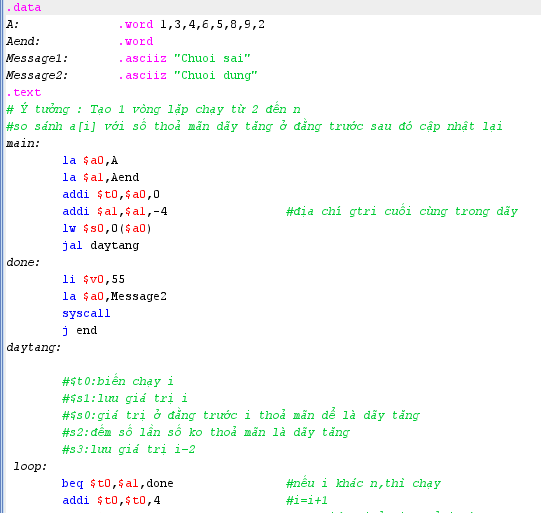 .data
A: .word 1,3,4,6,5,8,9,2
Aend: .word
Message1: .asciiz "Chuoi sai"
Message2: .asciiz "Chuoi dung"
.text
# Ý tưởng : Tạo 1 vòng lặp chạy từ 2 đến n
#so sánh a[i] với số thoả mãn dãy tăng ở đằng trước sau đó cập nhật lại
main:
la $a0,A
la $a1,Aend
addi $t0,$a0,0
addi $a1,$a1,-4 #địa chỉ gtri cuối cùng trong dãy
lw $s0,0($a0)
jal daytang
done:
li $v0,55
la $a0,Message2
syscall
j end
daytang:
#$t0:biến chạy i
#$s1:lưu giá trị i
#$s0:giá trị ở đằng trước i thoả mãn để là dãy tăng
#s2:đếm số lần số ko thoả mãn là dãy tăng
#s3:lưu giá trị i-2
loop:
beq $t0,$a1,done #nếu i khác n,thì chạy
addi $t0,$t0,4 #i=i+1